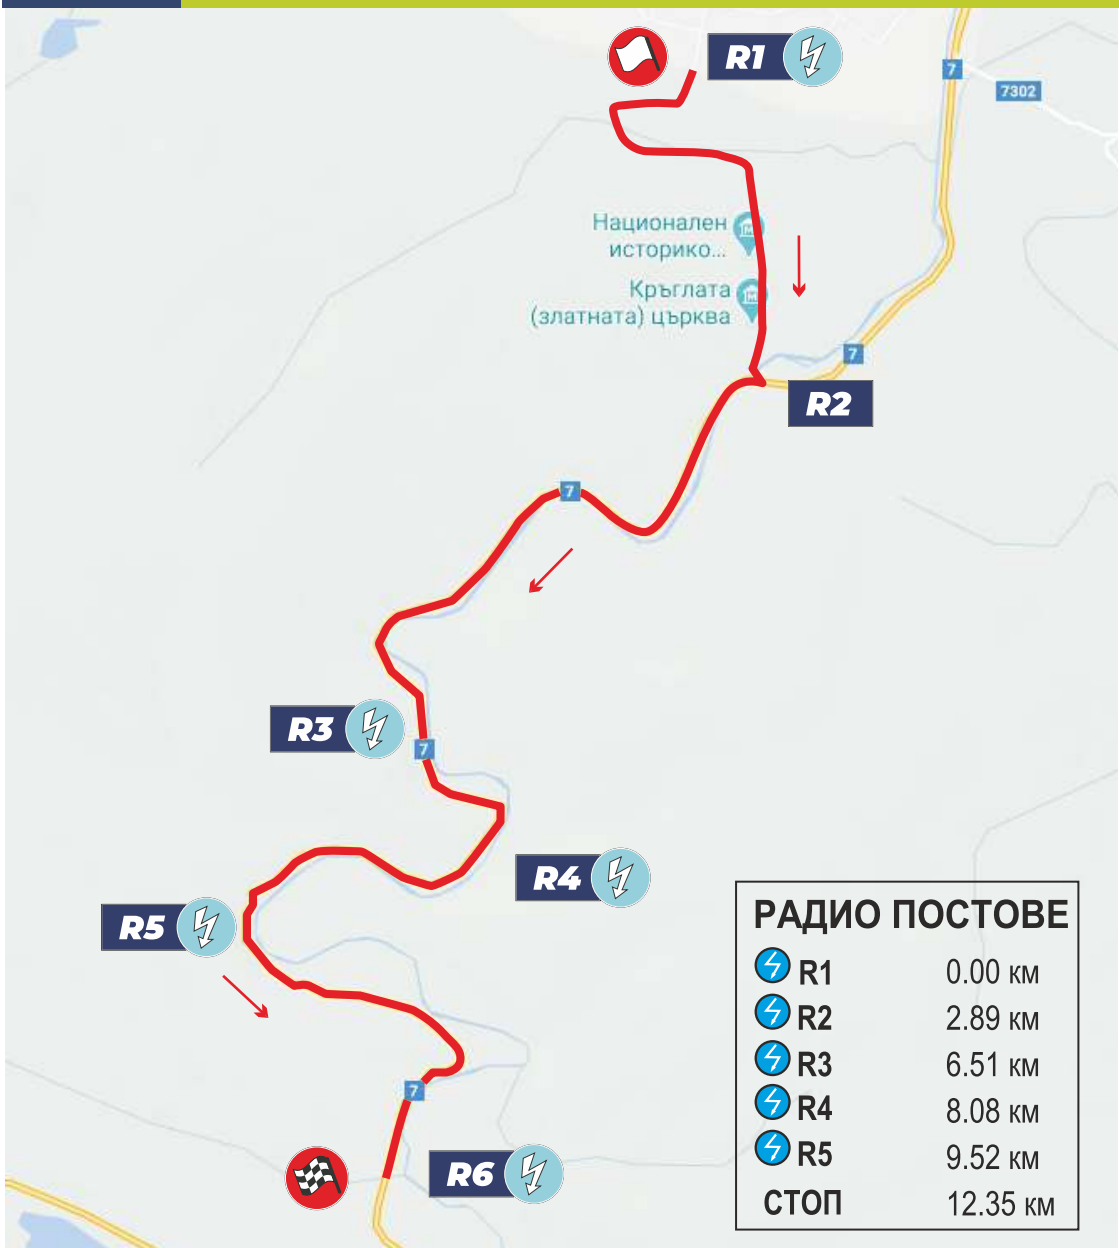 R1
7
7302
Национален
историко...
Кръглата
(златната) църква
7
R2
7
R3
7
R4
R5
7
R6
РАДИО ПОСТОВЕ
R1 0.00 км
R2 2.89 км
R3 6.51 км
R4 8.08 км
R5 9.52 км
СТОП 12.35 км